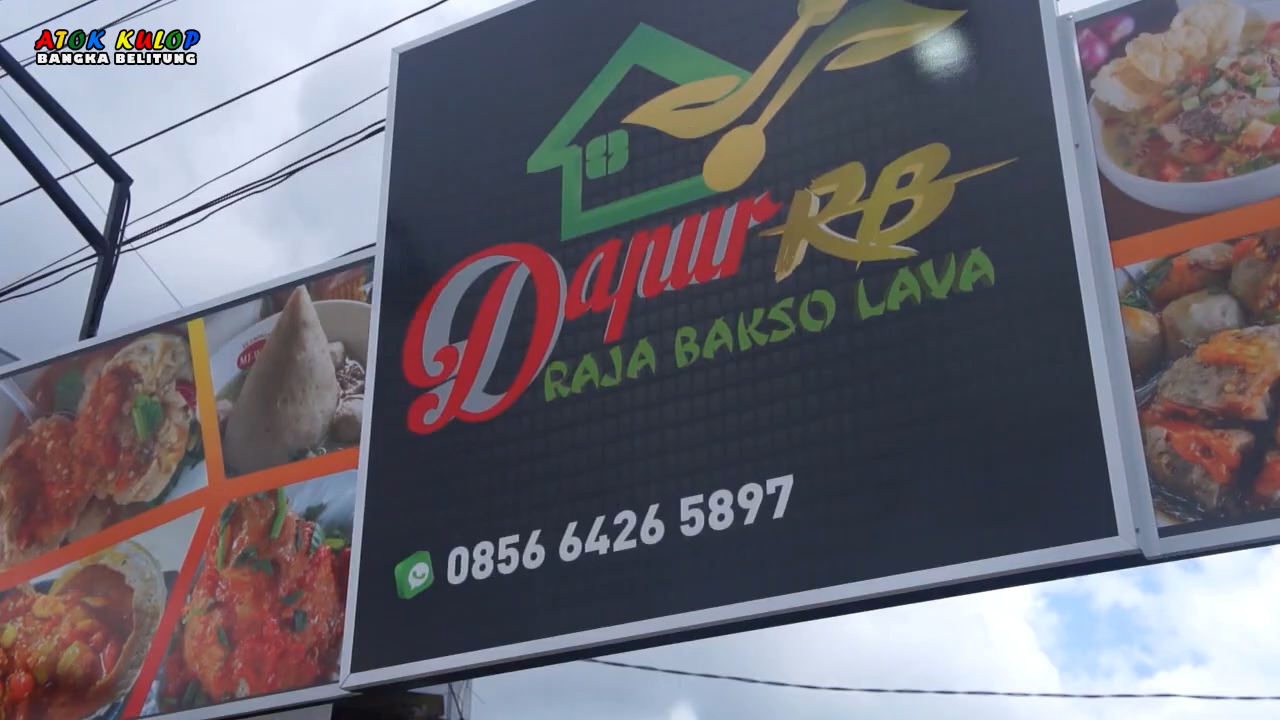 ATOK KULOP
BANGKA BELITUNG
Dapur RB
RAJA BAKSO LAVA
0856 6426 5897